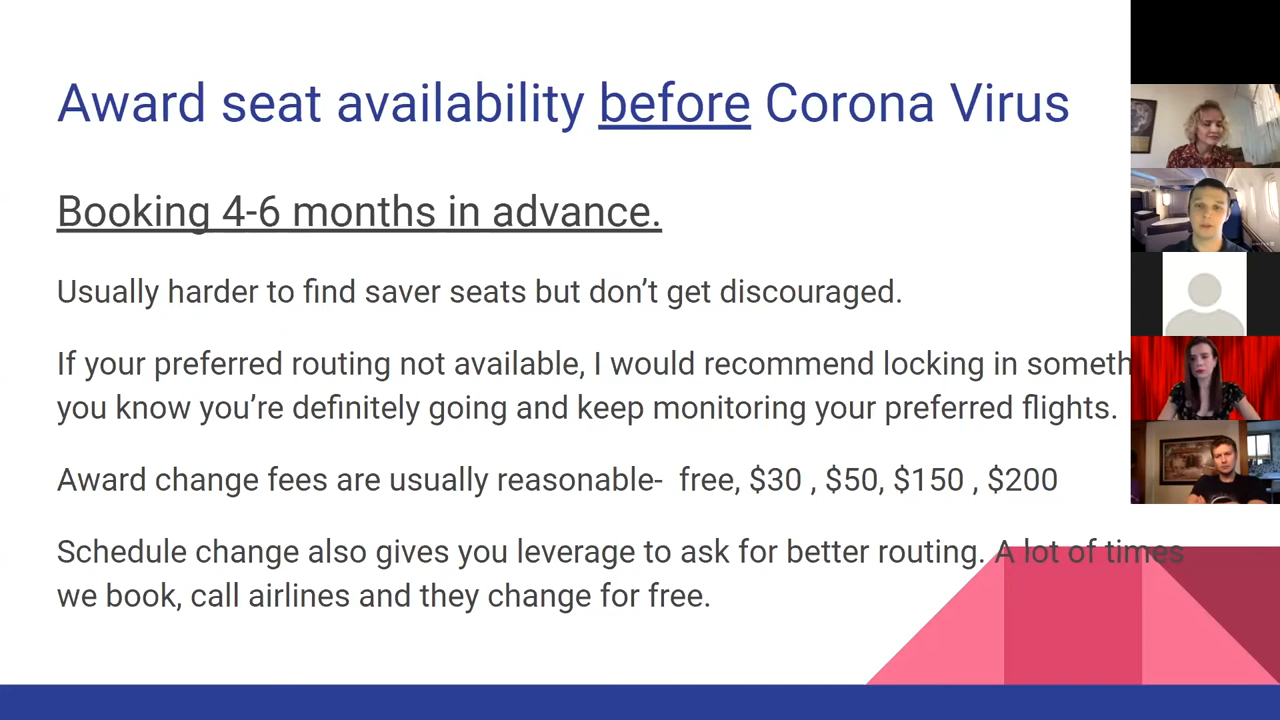 Award seat availability before Corona Virus
Booking 4-6 months in advance.
Usually harder to find saver seats but don’t get discouraged.
If your preferred routing not available, I would recommend locking in
you know you’re definitely going and keep monitoring your preferred flights.
Award change fees are usually reasonable-  free, $30 , $50, $150 , $200
Schedule change also gives you leverage to ask for better routing. A lot of times
we book, call airlines and they change for free.